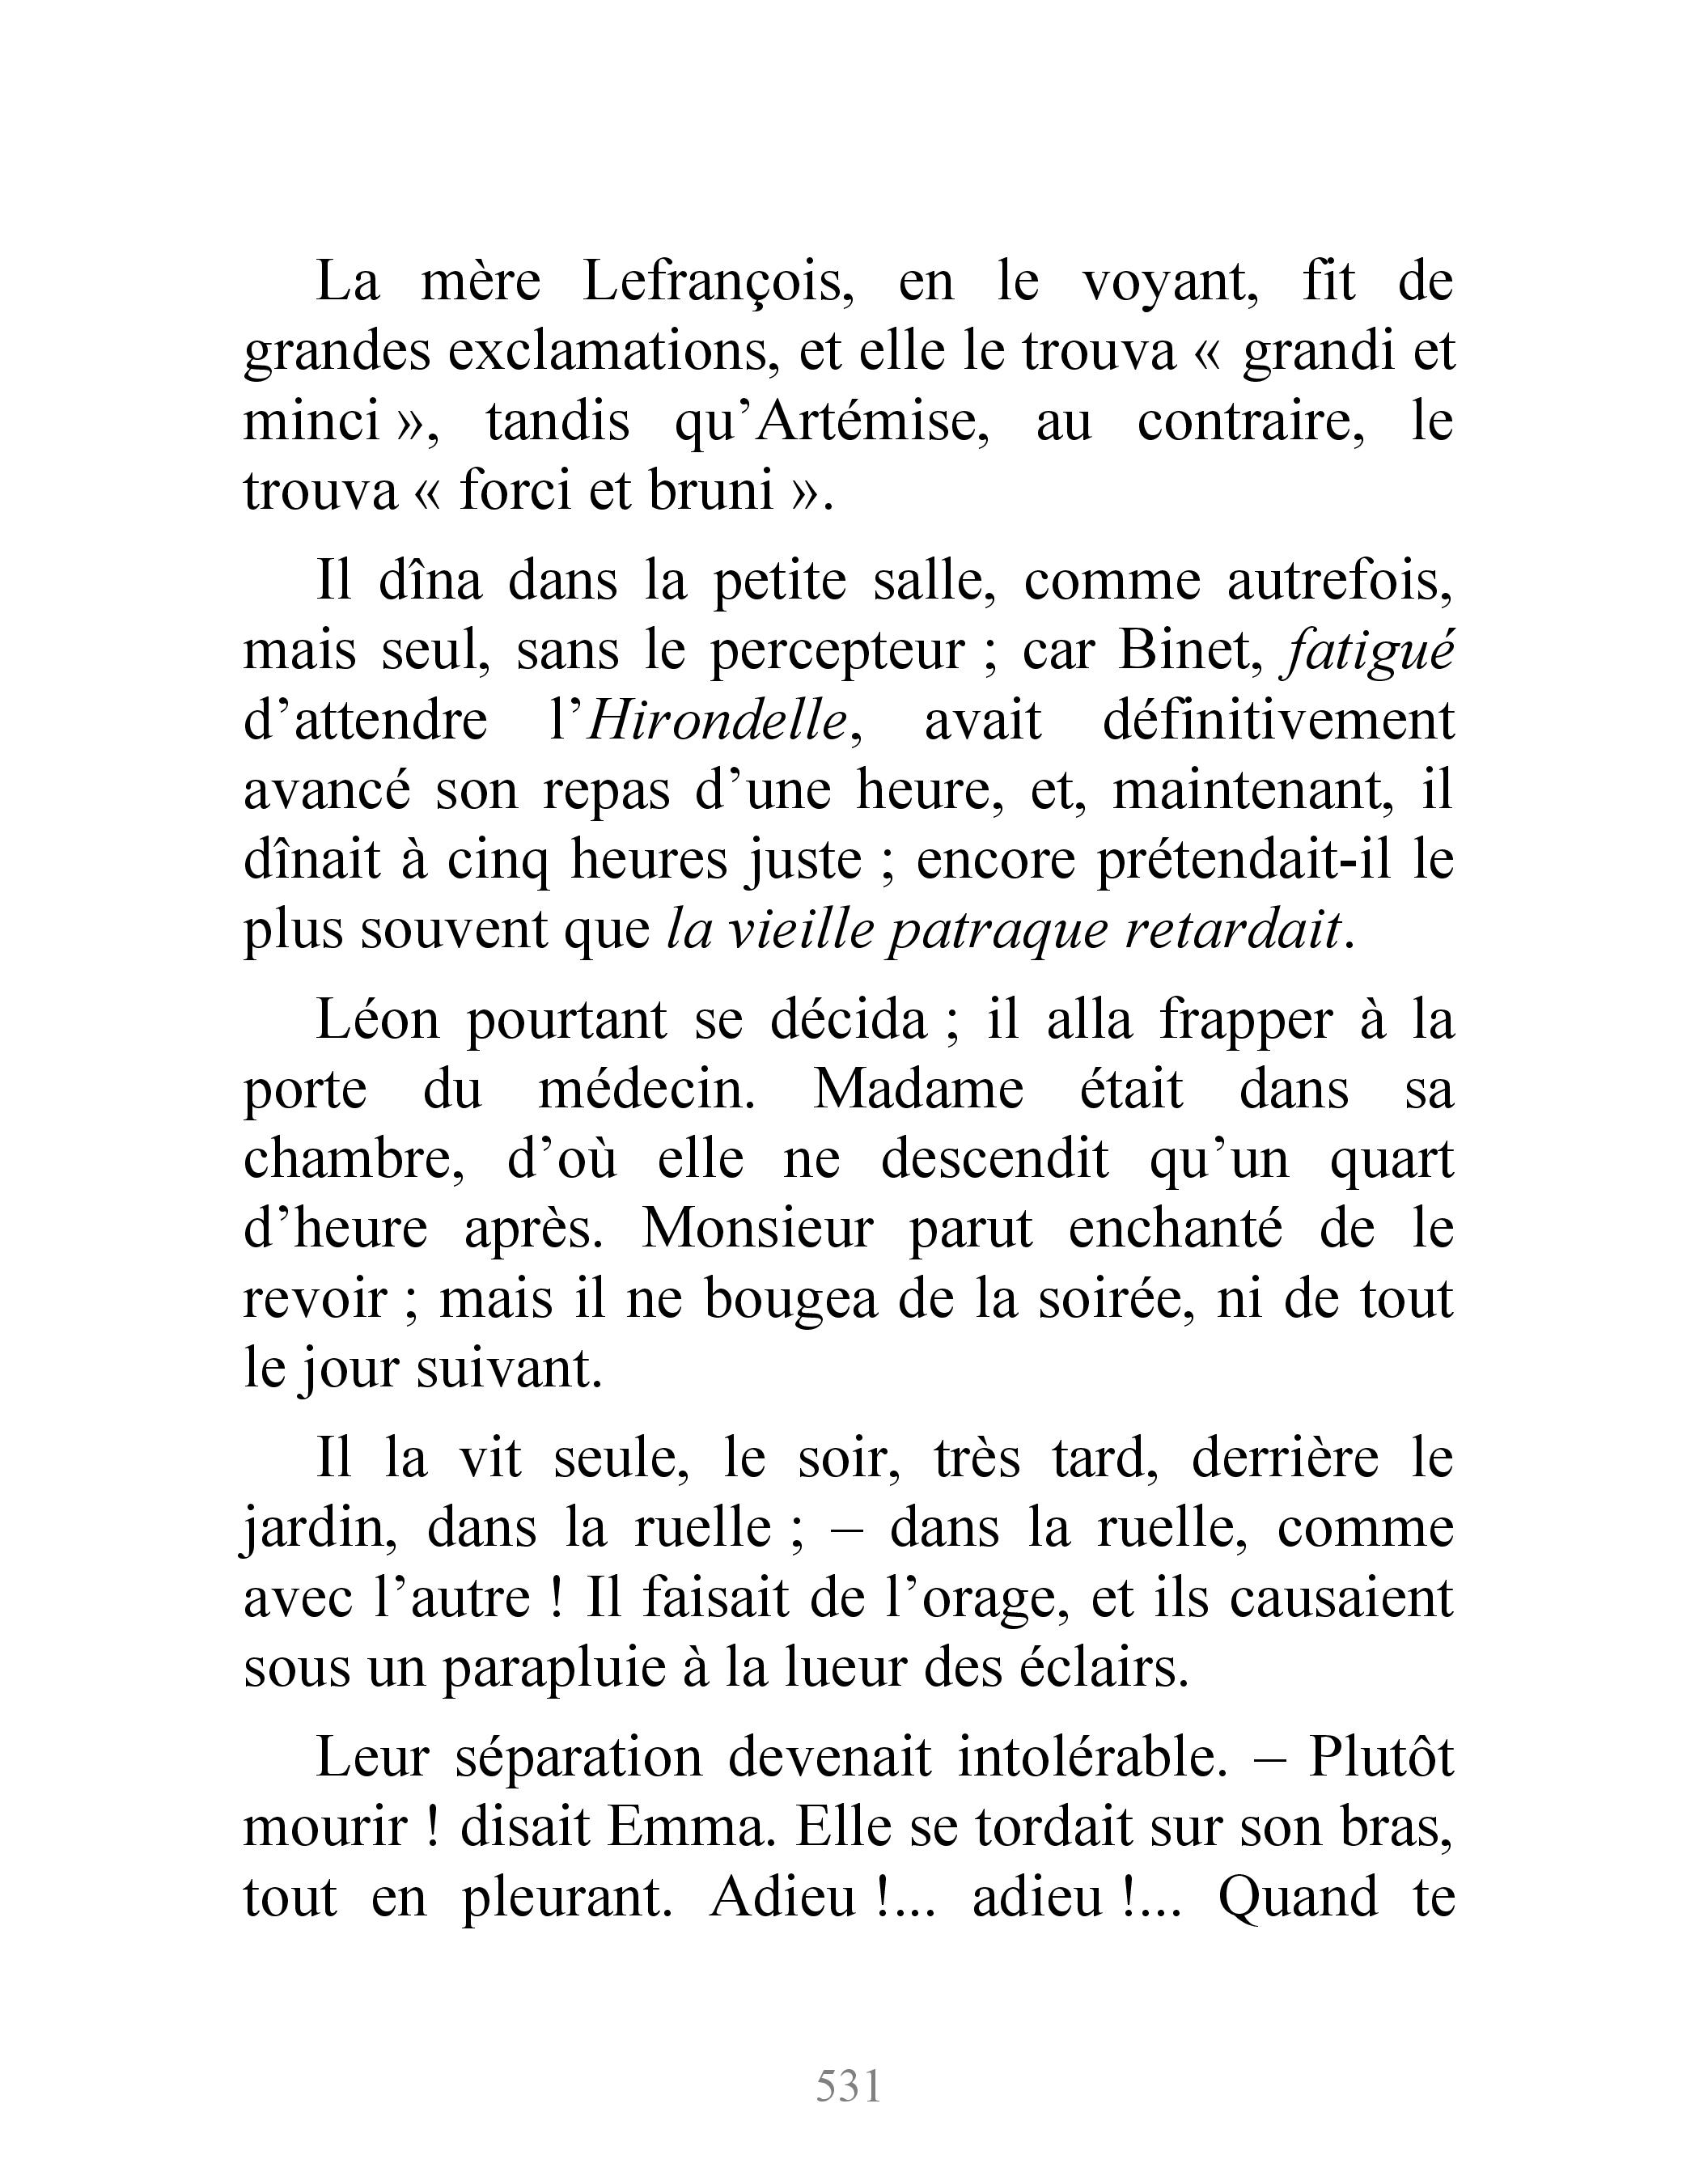 La mère Lefrançois, en le voyant, fit de
grandes exclamations, et elle le trouva « grandi et
minci », tandis qu’Artémise, au contraire, le
trouva « forci et bruni ».
Il dîna dans la petite salle, comme autrefois,
mais seul, sans le percepteur ; car Binet, fatigué
d’attendre l’Hirondelle, avait définitivement
avancé son repas d’une heure, et, maintenant, il
dînait à cinq heures juste ; encore prétendait-il le
plus souvent que la vieille patraque retardait.
Léon pourtant se décida ; il alla frapper à la
porte du médecin. Madame était dans sa
chambre, d’où elle ne descendit qu’un quart
d’heure après. Monsieur parut enchanté de le
revoir ; mais il ne bougea de la soirée, ni de tout
le jour suivant.
Il la vit seule, le soir, très tard, derrière le
jardin, dans la ruelle ; – dans la ruelle, comme
avec l’autre ! Il faisait de l’orage, et ils causaient
sous un parapluie à la lueur des éclairs.
Leur séparation devenait intolérable. – Plutôt
mourir ! disait Emma. Elle se tordait sur son bras,
tout en pleurant. Adieu !... adieu !... Quand te
531